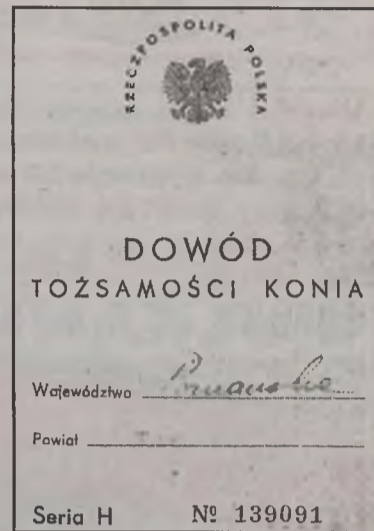 RZECZPOSPOLITA POLSKA
DOWÓD
TOŻSAMOŚCI KONIA
Województwo
Powiat
Seria H № 139091